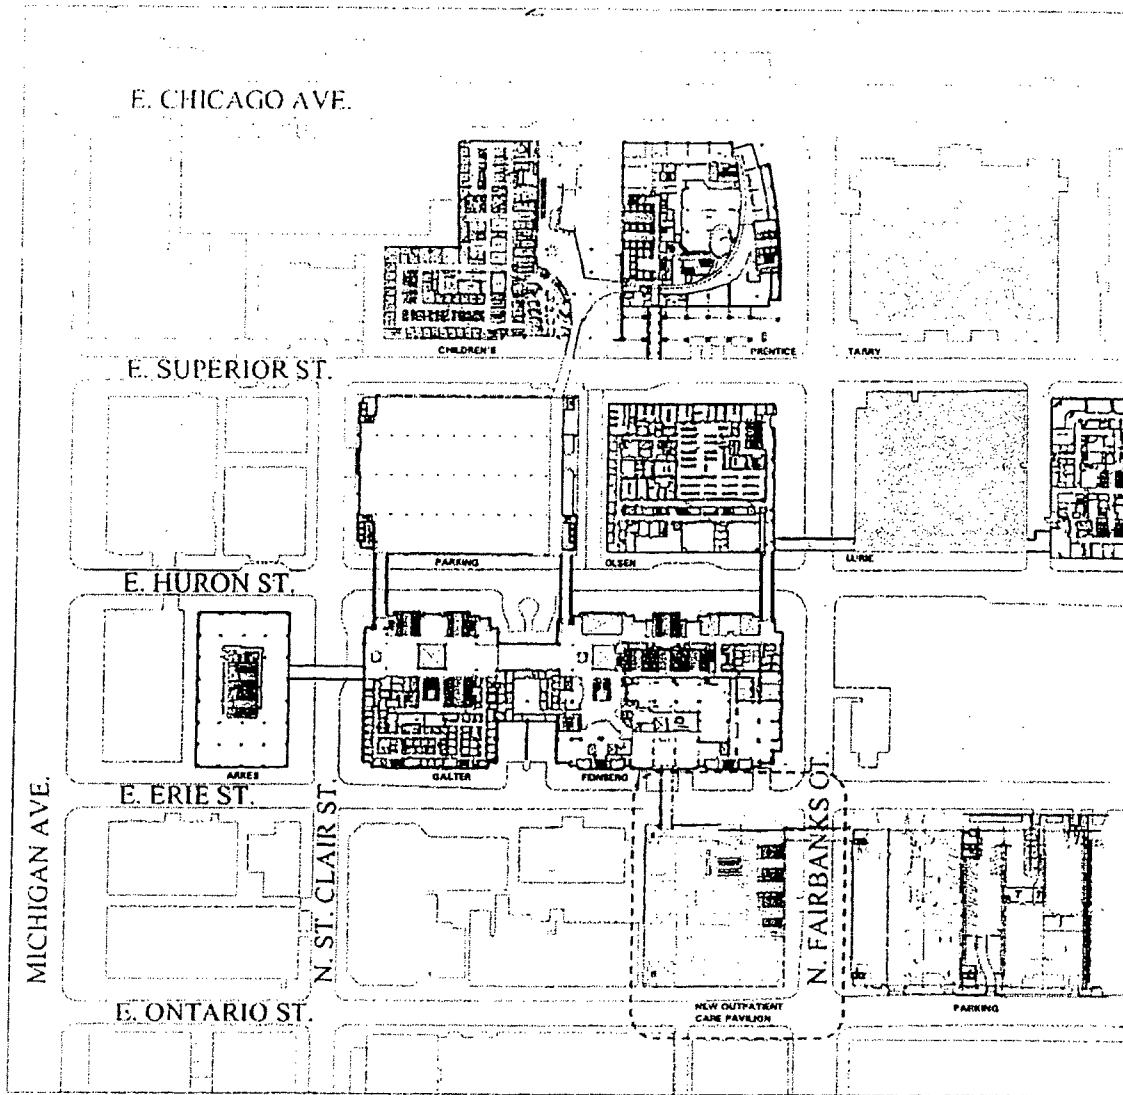 E. CHICAGO AVE.
CHILDREN'S
PRENTICE
TARRY
E. SUPERIOR ST.
PARKING
OLSEN
LURIE
E. HURON ST.
ARKES
GALTER
FEINBERG
E. ERIE ST.
MICHIGAN AVE.
N. ST. CLAIR ST.
N. FAIRBANKS CT.
NEW OUTPATIENT
CARE PAVILION
PARKING
E. ONTARIO ST.